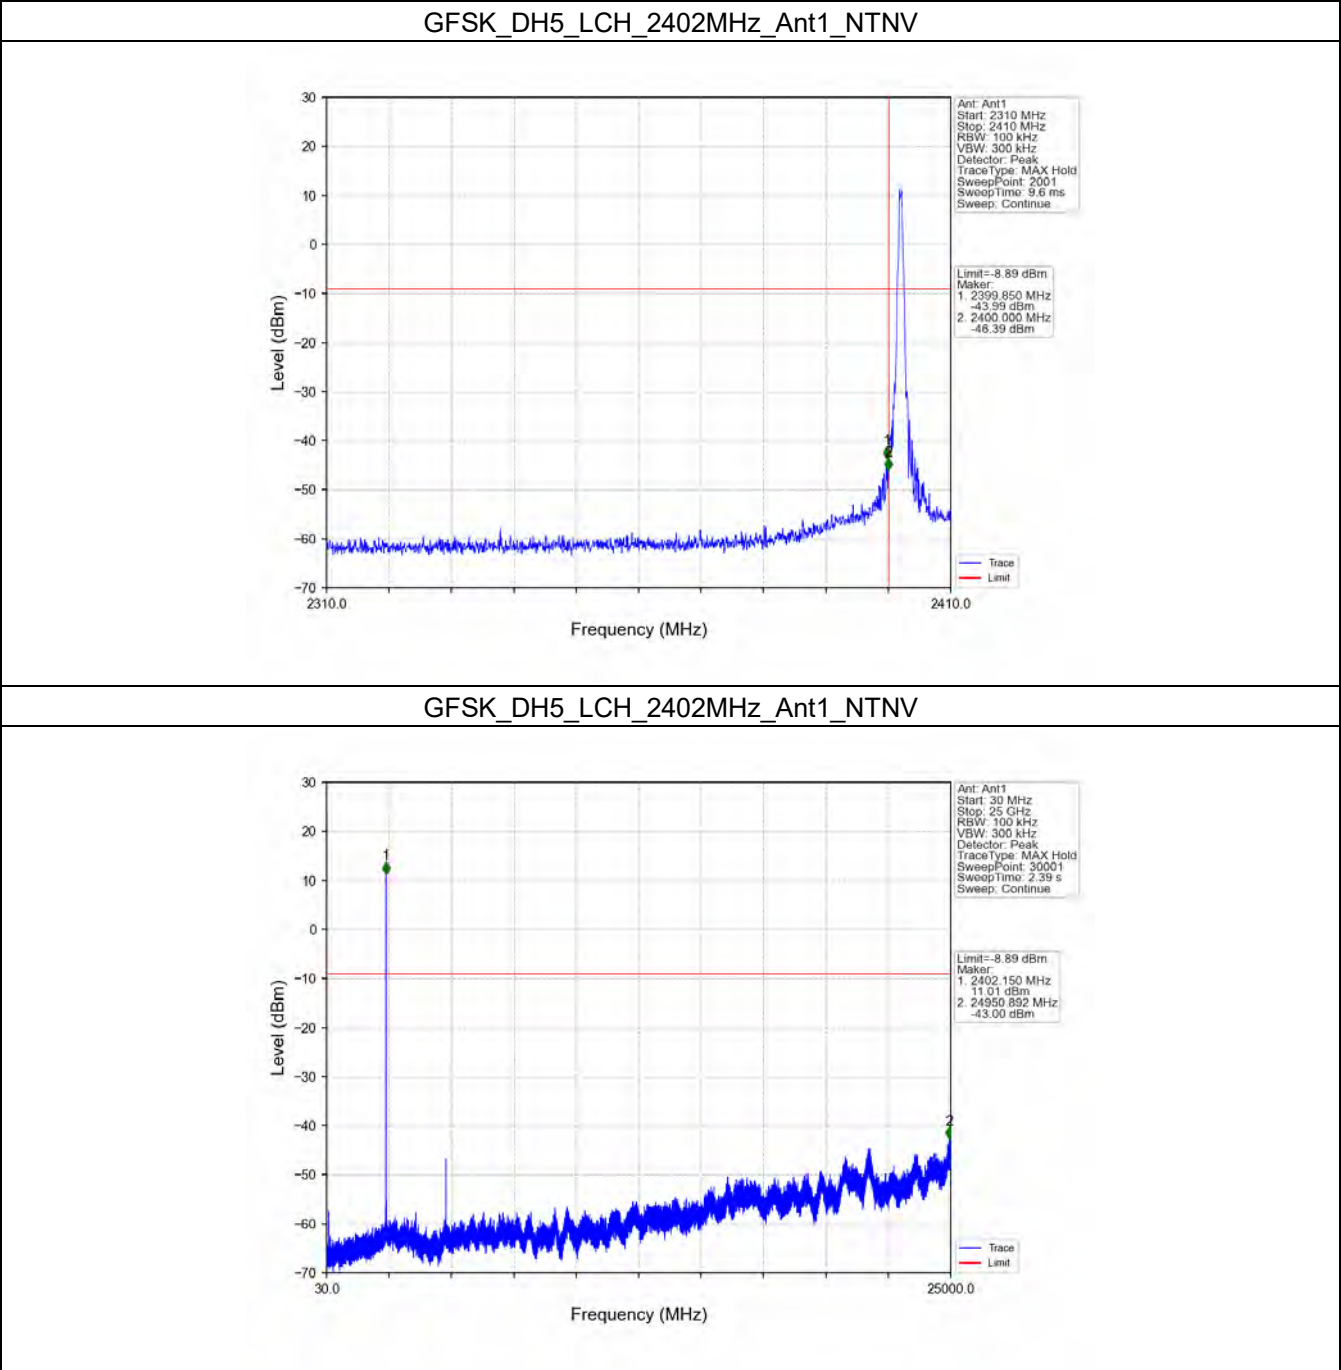 GFSK_DH5_LCH_2402MHz_Ant1_NTNV
30
20
10
0
−10
−20
−30
−40
−50
−60
−70
Level (dBm)
2310.0
2410.0
Frequency (MHz)
1
2
Ant: Ant1
Start: 2310 MHz
Stop: 2410 MHz
RBW: 100 kHz
VBW: 300 kHz
Detector: Peak
TraceType: MAX Hold
SweepPoint: 2001
SweepTime: 9.6 ms
Sweep: Continue
Limit=-8.89 dBm
Maker:
1. 2399.850 MHz
-43.99 dBm
2. 2400.000 MHz
-46.39 dBm
Trace
Limit
GFSK_DH5_LCH_2402MHz_Ant1_NTNV
30
20
10
0
−10
−20
−30
−40
−50
−60
−70
Level (dBm)
30.0
25000.0
Frequency (MHz)
1
2
Ant: Ant1
Start: 30 MHz
Stop: 25 GHz
RBW: 100 kHz
VBW: 300 kHz
Detector: Peak
TraceType: MAX Hold
SweepPoint: 30001
SweepTime: 2.39 s
Sweep: Continue
Limit=-8.89 dBm
Maker:
1. 2402.150 MHz
11.01 dBm
2. 24950.892 MHz
-43.00 dBm
Trace
Limit